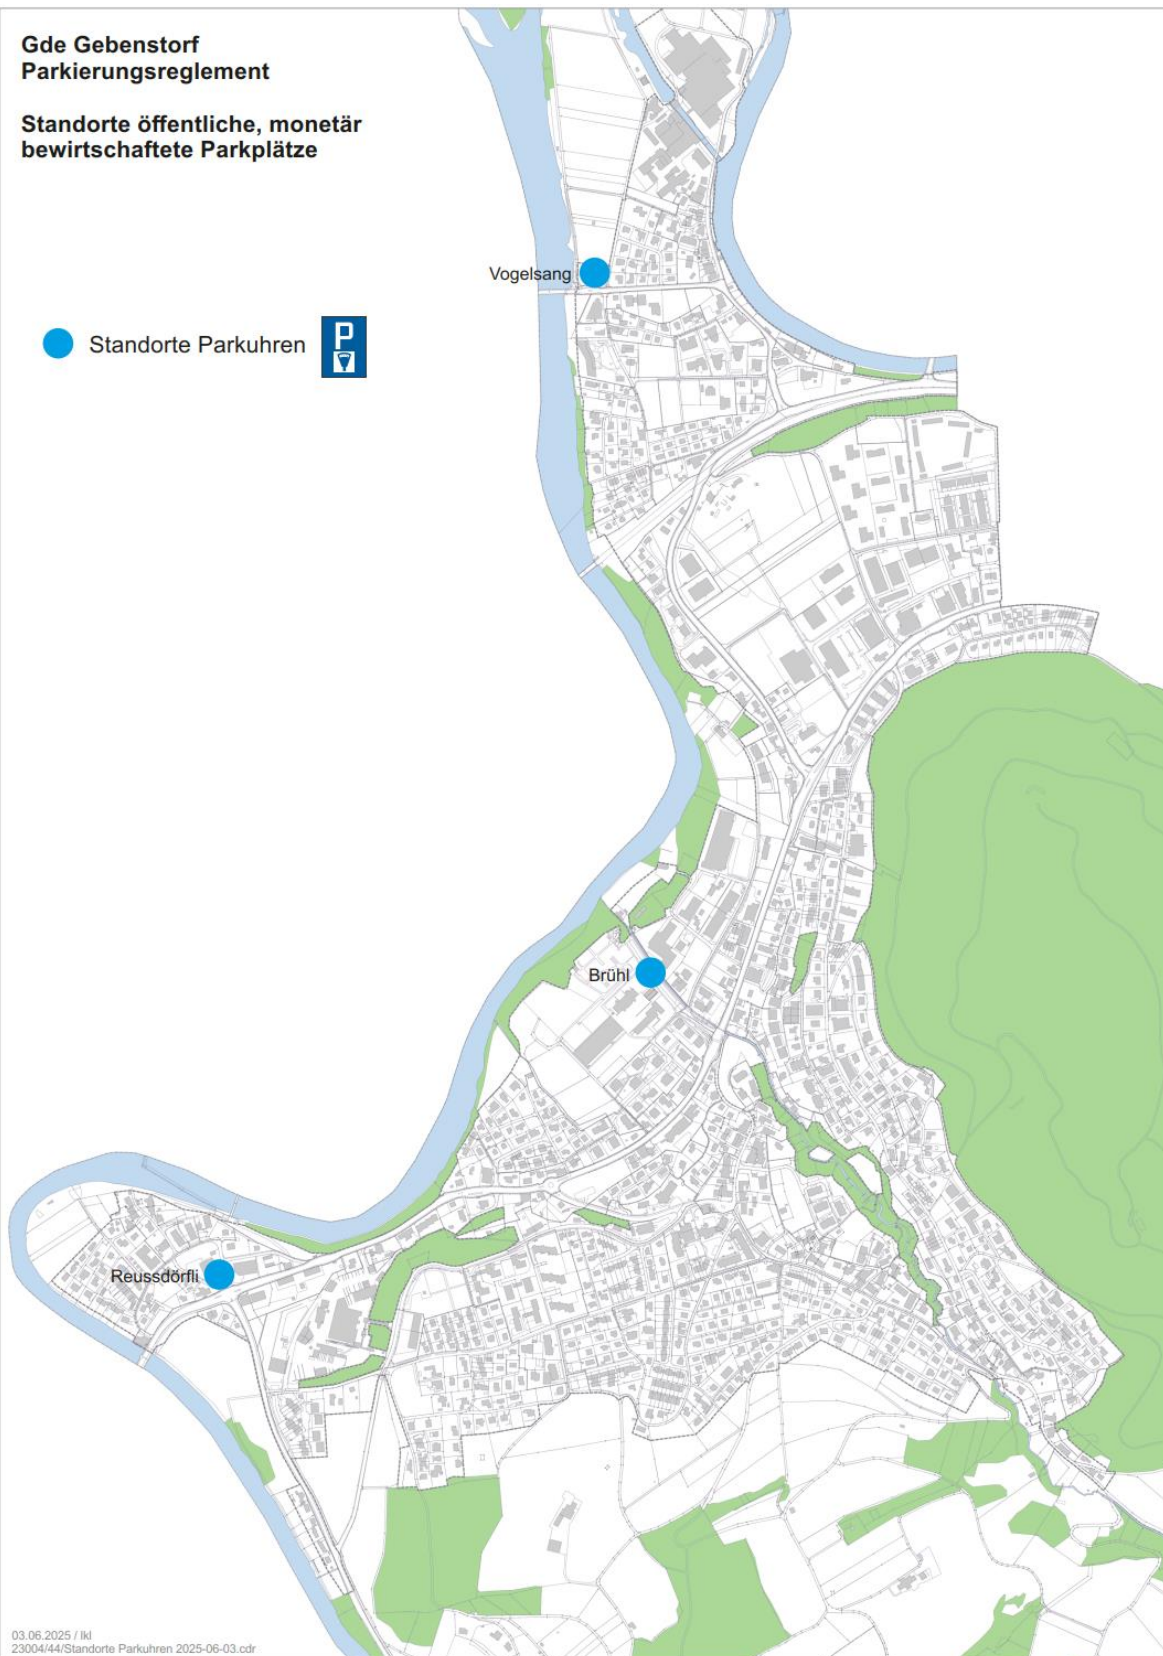 Gde Gebenstorf
Parkierungsreglement
Standorte öffentliche, monetär
bewirtschaftete Parkplätze
Vogelsang
Standorte Parkuhren
P
Brühl
Reussdörfli
03.06.2025 / lkl
23004/44/Standorte Parkuhren 2025-06-03.cdr